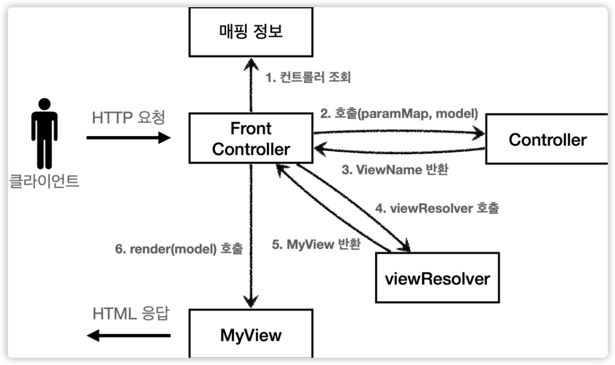 매핑 정보
1. 컨트롤러 조회
HTTP 요청
2. 호출(paramMap, model)
Front
Controller
Controller
3. ViewName 반환
클라이언트
4. viewResolver 호출
6. render(model) 호출
5. MyView 반환
viewResolver
HTML 응답
MyView